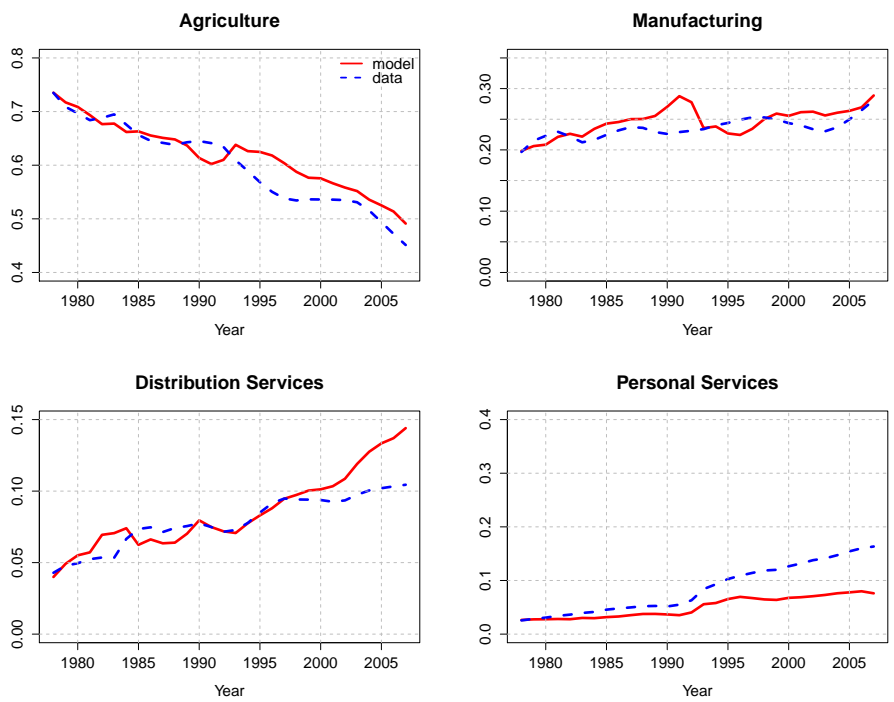 Agriculture
0.4 0.5 0.6 0.7 0.8
model
data
1980 1985 1990 1995 2000 2005
Year
Manufacturing
0.00 0.10 0.20 0.30
1980 1985 1990 1995 2000 2005
Year
Distribution Services
0.00 0.05 0.10 0.15
1980 1985 1990 1995 2000 2005
Year
Personal Services
0.0 0.1 0.2 0.3 0.4
1980 1985 1990 1995 2000 2005
Year